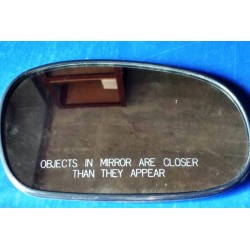 OBJECTS IN MIRROR ARE CLOSER
THAN THEY APPEAR